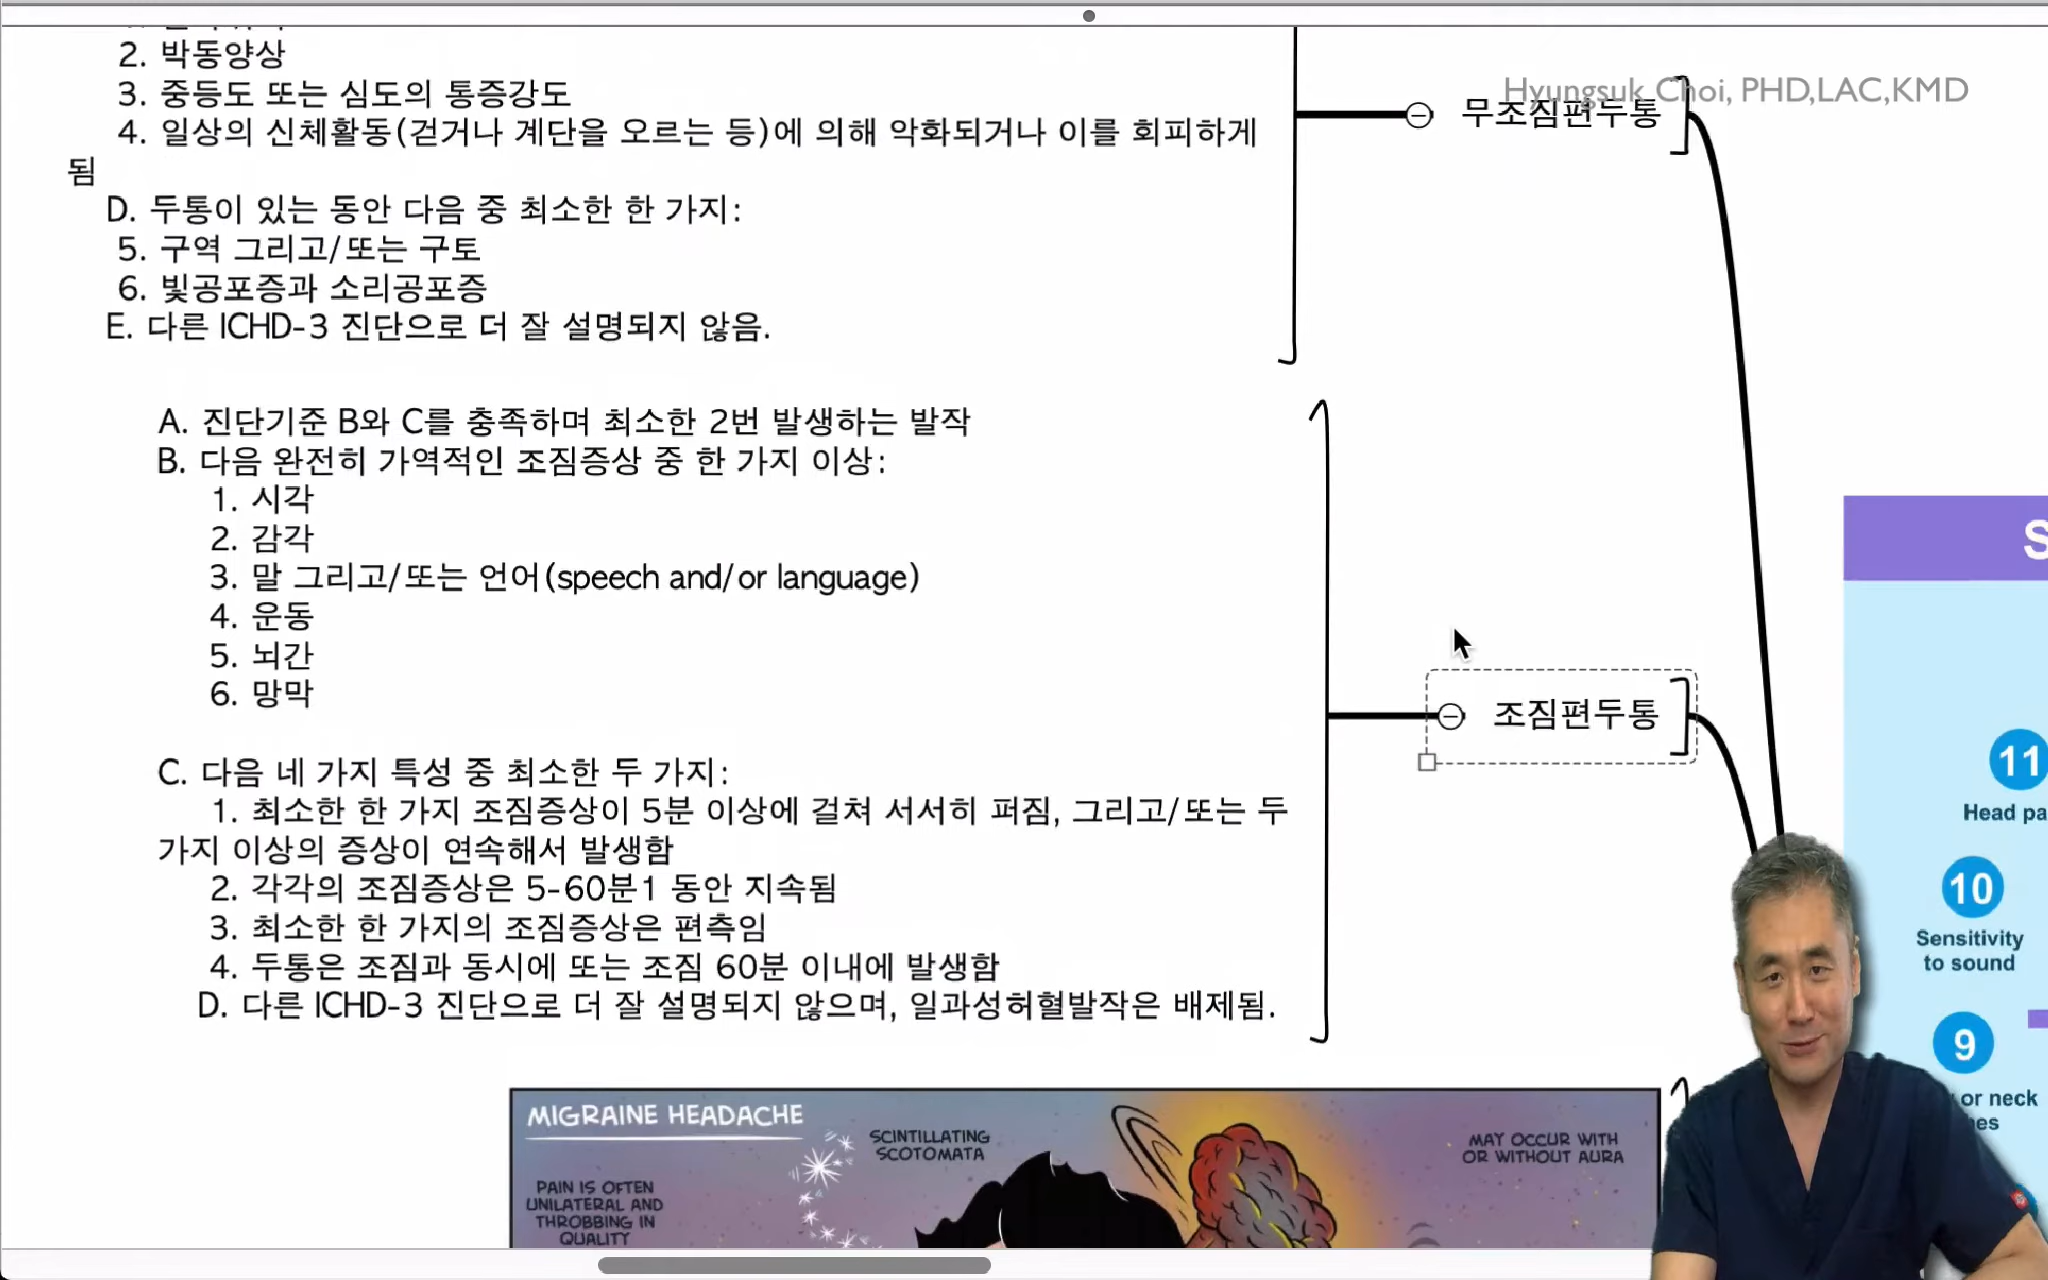 2. 박동양상
3. 중등도 또는 심도의 통증강도
4. 일상의 신체활동(걷거나 계단을 오르는 등)에 의해 악화되거나 이를 회피하게
됨
D. 두통이 있는 동안 다음 중 최소한 한 가지:
5. 구역 그리고/또는 구토
6. 빛공포증과 소리공포증
E. 다른 ICHD-3 진단으로 더 잘 설명되지 않음.
Hyungsuk Choi, PHD,LAC,KMD
무조짐편두통
A. 진단기준 B와 C를 충족하며 최소한 2번 발생하는 발작
B. 다음 완전히 가역적인 조짐증상 중 한 가지 이상:
1. 시각
2. 감각
3. 말 그리고/또는 언어(speech and/or language)
4. 운동
5. 뇌간
6. 망막
C. 다음 네 가지 특성 중 최소한 두 가지:
1. 최소한 한 가지 조짐증상이 5분 이상에 걸쳐 서서히 퍼짐, 그리고/또는 두
가지 이상의 증상이 연속해서 발생함
2. 각각의 조짐증상은 5-60분1 동안 지속됨
3. 최소한 한 가지의 조짐증상은 편측임
4. 두통은 조짐과 동시에 또는 조짐 60분 이내에 발생함
D. 다른 ICHD-3 진단으로 더 잘 설명되지 않으며, 일과성허혈발작은 배제됨.
조짐편두통
S
11
Head pa
10
Sensitivity
to sound
9
or neck
MIGRAINE HEADACHE
SCINTILLATING
SCOTOMATA
MAY OCCUR WITH
OR WITHOUT AURA
PAIN IS OFTEN
UNILATERAL AND
THROBBING IN
QUALITY